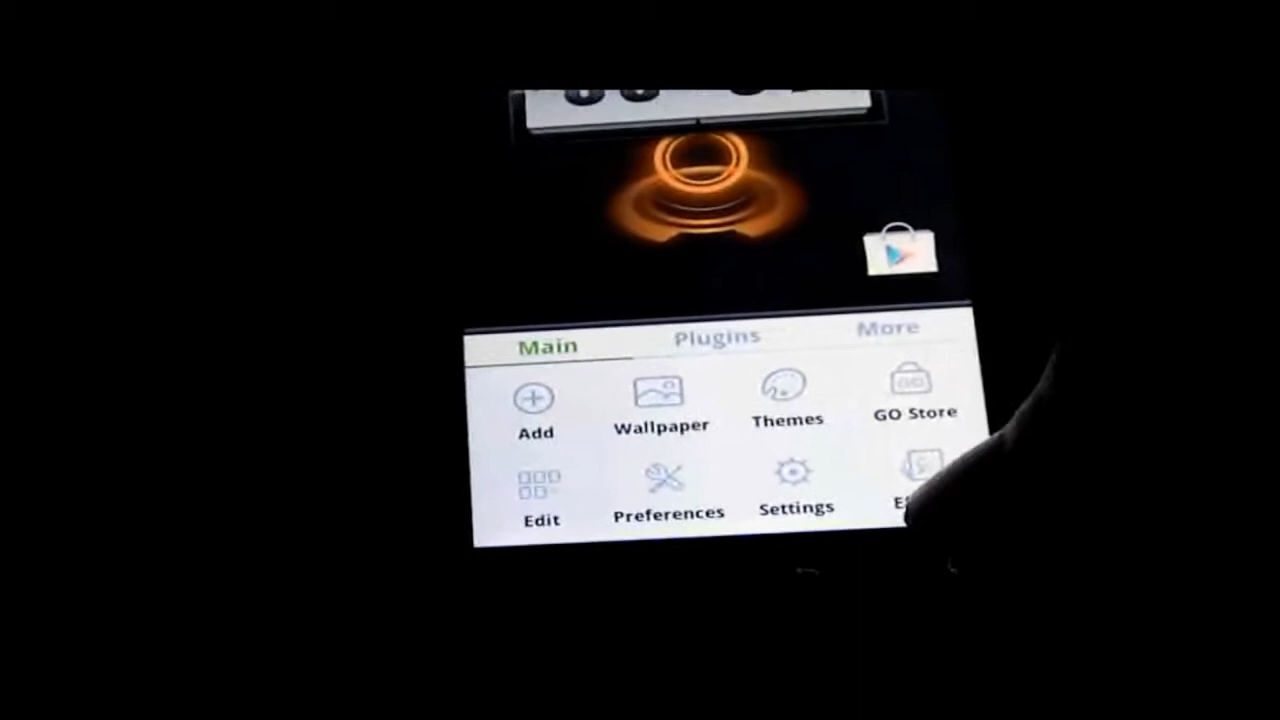 Main Plugins More
Add Wallpaper Themes GO Store
Edit Preferences Settings